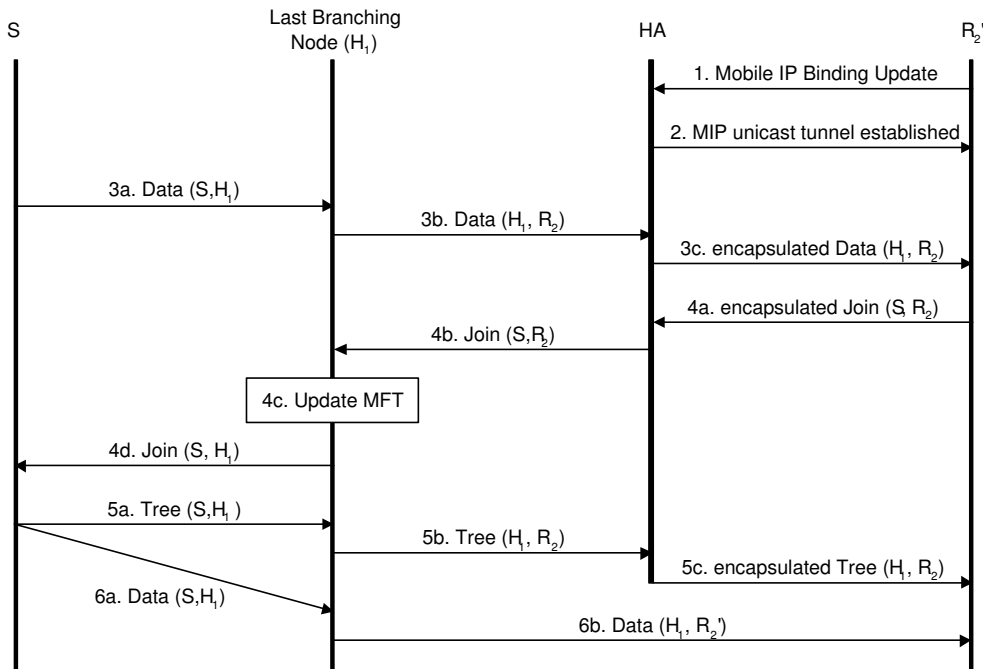 S
Last Branching
Node (H₁)
HA
R₂'
1. Mobile IP Binding Update
2. MIP unicast tunnel established
3a. Data (S,H₁)
3b. Data (H₁, R₂)
3c. encapsulated Data (H₁, R₂)
4a. encapsulated Join (S, R₂)
4b. Join (S,R₂)
4c. Update MFT
4d. Join (S, H₁)
5a. Tree (S,H₁ )
5b. Tree (H₁, R₂)
5c. encapsulated Tree (H₁, R₂)
6a. Data (S,H₁)
6b. Data (H₁, R₂')